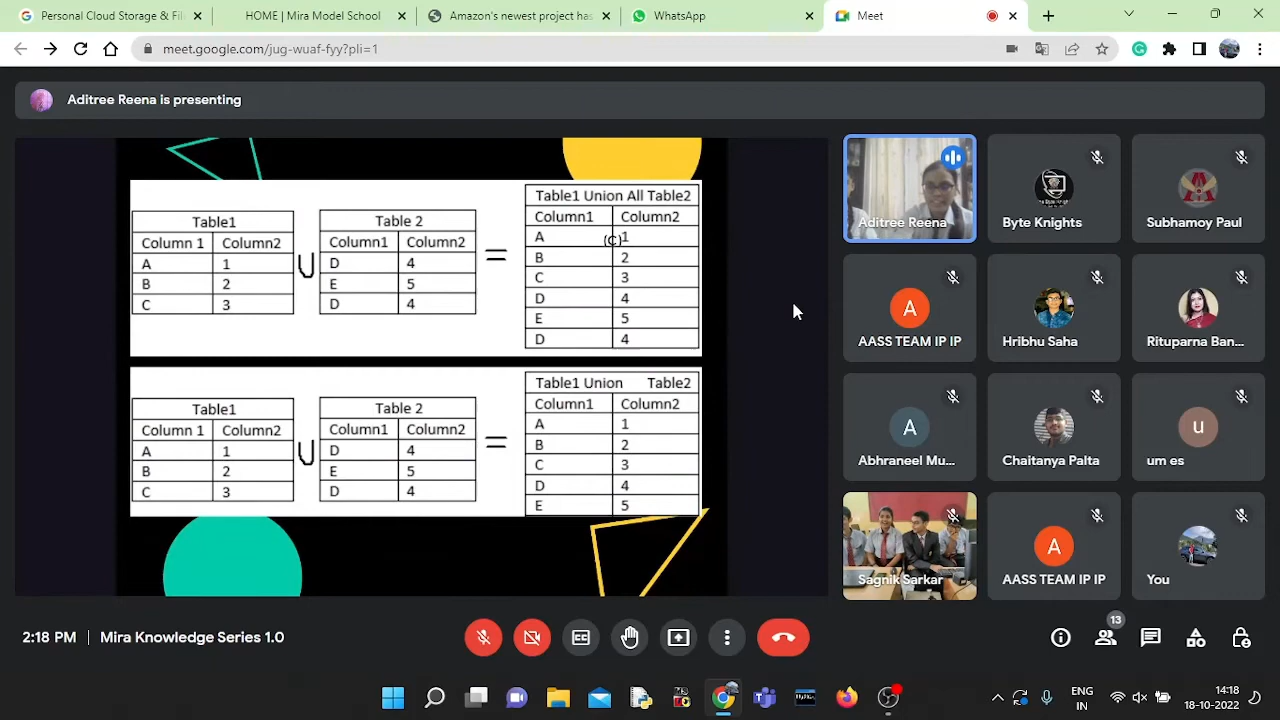 Personal Cloud Storage & Fil
HOME | Mira Model School
Amazon's newest project has
WhatsApp
Meet
meet.google.com/jug-wuaf-fyy?pli=1
Aditree Reena is presenting
Table1
Column 1 Column2
A 1
B 2
C 3
U
Table 2
Column1 Column2
D 4
E 5
D 4
=
Table1 Union All Table2
Column1 Column2
A (C) 1
B 2
C 3
D 4
E 5
D 4
Table1
Column 1 Column2
A 1
B 2
C 3
U
Table 2
Column1 Column2
D 4
E 5
D 4
=
Table1 Union Table2
Column1 Column2
A 1
B 2
C 3
D 4
E 5
Aditree Reena
Byte Knights
Subhamoy Paul
A
AASS TEAM IP IP
Hribhu Saha
Rituparna Ban...
A
Abhraneel Mu...
Chaitanya Palta
u
um es
Sagnik Sarkar
A
AASS TEAM IP IP
You
2:18 PM | Mira Knowledge Series 1.0
CC
13
ENG
IN
14:18
18-10-2022